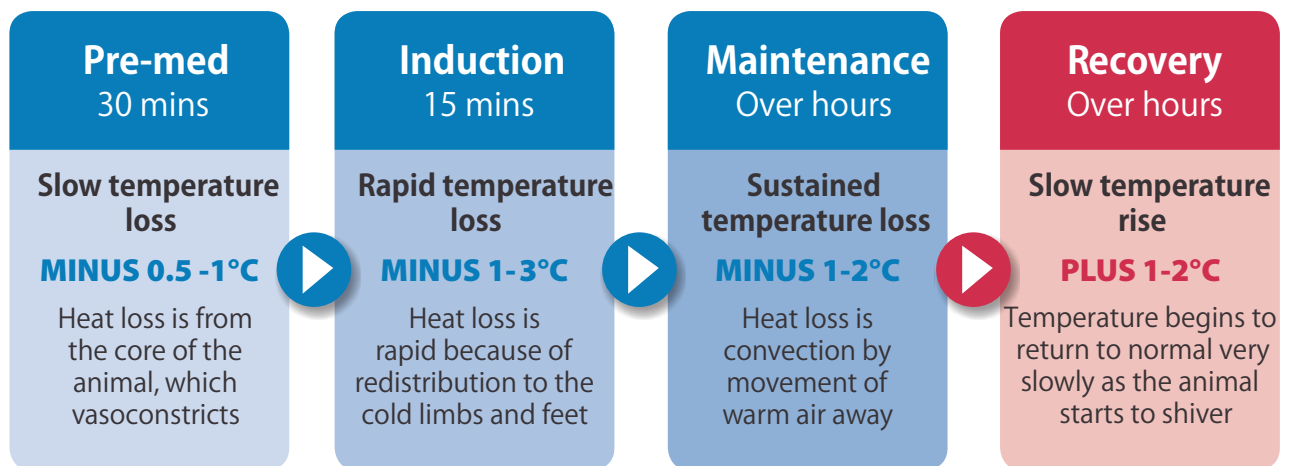 Pre-med
30 mins
Slow temperature
loss
MINUS 0.5 -1°C
Heat loss is from
the core of the
animal, which
vasoconstricts
Induction
15 mins
Rapid temperature
loss
MINUS 1-3°C
Heat loss is
rapid because of
redistribution to the
cold limbs and feet
Maintenance
Over hours
Sustained
temperature loss
MINUS 1-2°C
Heat loss is
convection by
movement of
warm air away
Recovery
Over hours
Slow temperature
rise
PLUS 1-2°C
Temperature begins to
return to normal very
slowly as the animal
starts to shiver